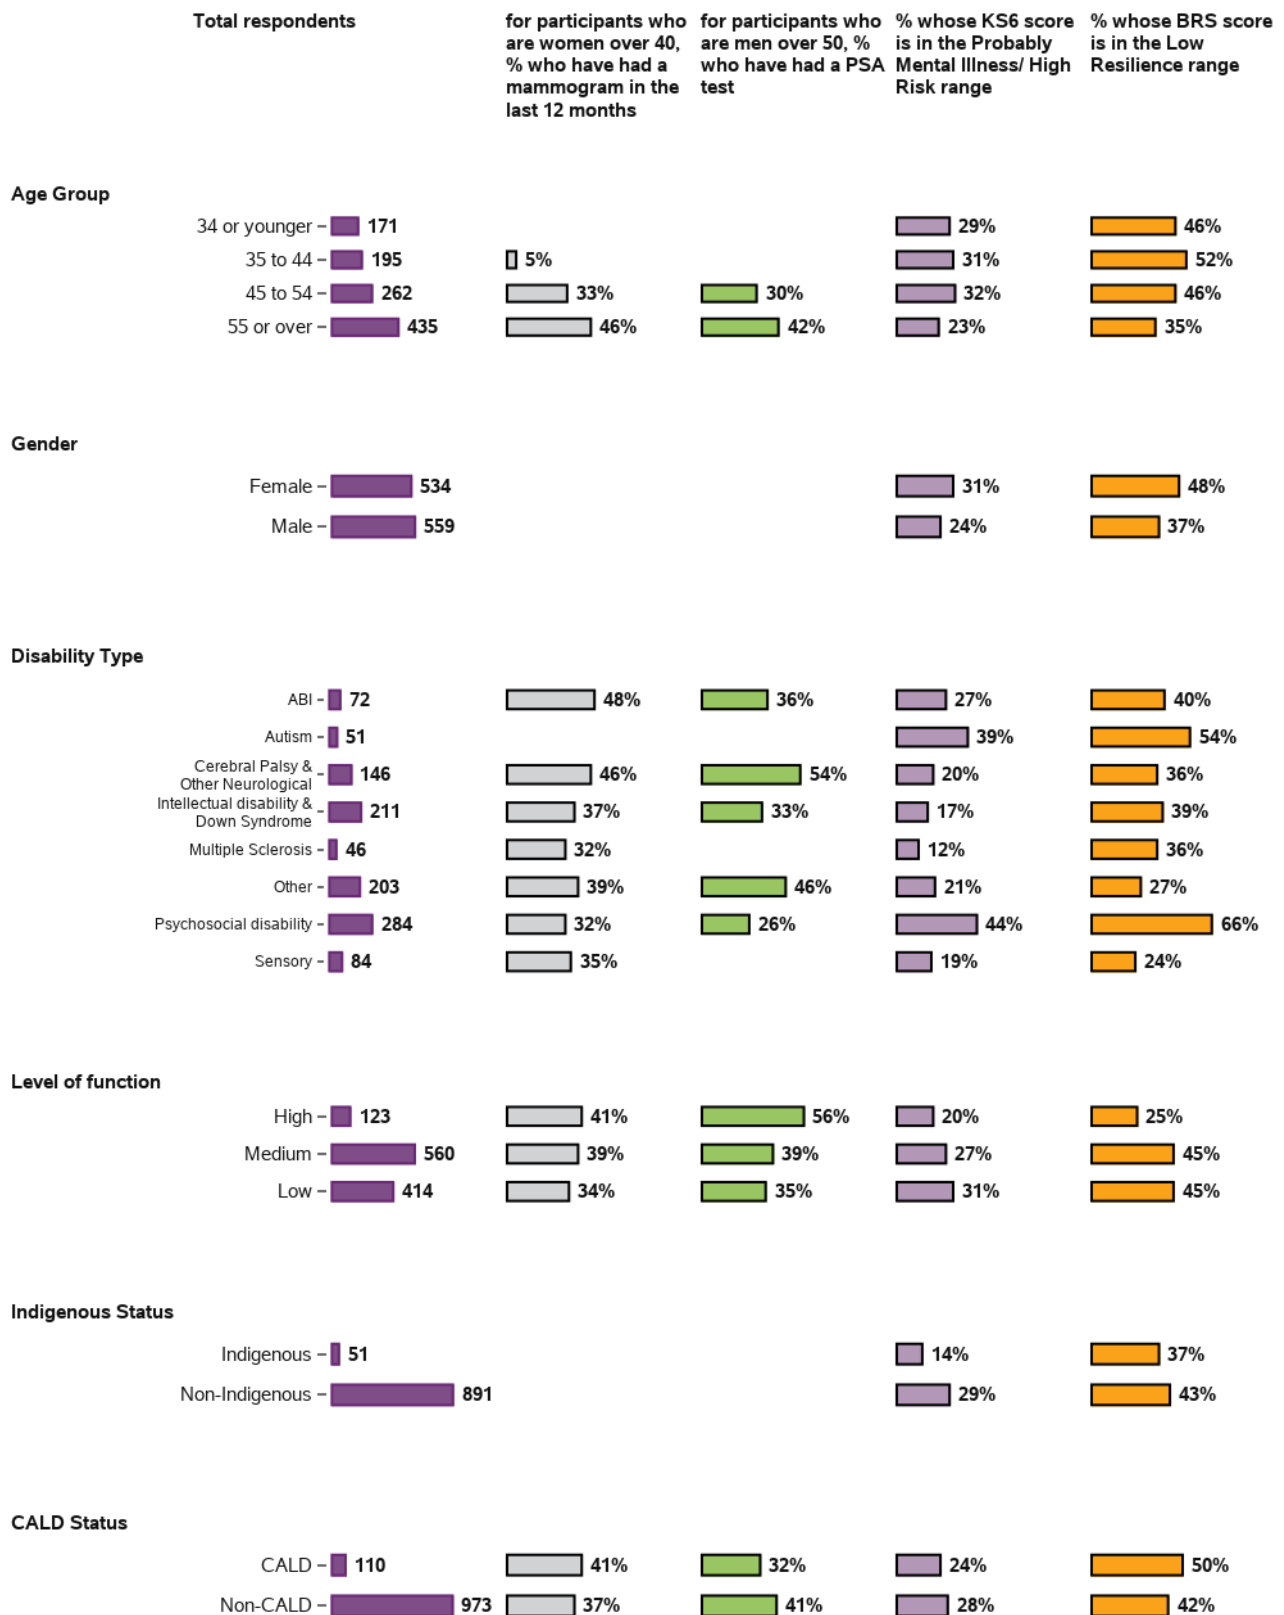 Total respondents
for participants who are women over 40, % who have had a mammogram in the last 12 months
for participants who are men over 50, % who have had a PSA test
% whose KS6 score is in the Probably Mental Illness/ High Risk range
% whose BRS score is in the Low Resilience range
Age Group
34 or younger 171 29% 46%
35 to 44 195 5% 31% 52%
45 to 54 262 33% 30% 32% 46%
55 or over 435 46% 42% 23% 35%
Gender
Female 534 31% 48%
Male 559 24% 37%
Disability Type
ABI 72 48% 36% 27% 40%
Autism 51 39% 54%
Cerebral Palsy &
Other Neurological 146 46% 54% 20% 36%
Intellectual disability &
Down Syndrome 211 37% 33% 17% 39%
Multiple Sclerosis 46 32% 12% 36%
Other 203 39% 46% 21% 27%
Psychosocial disability 284 32% 26% 44% 66%
Sensory 84 35% 19% 24%
Level of function
High 123 41% 56% 20% 25%
Medium 560 39% 39% 27% 45%
Low 414 34% 35% 31% 45%
Indigenous Status
Indigenous 51 14% 37%
Non-Indigenous 891 29% 43%
CALD Status
CALD 110 41% 32% 24% 50%
Non-CALD 973 37% 41% 28% 42%